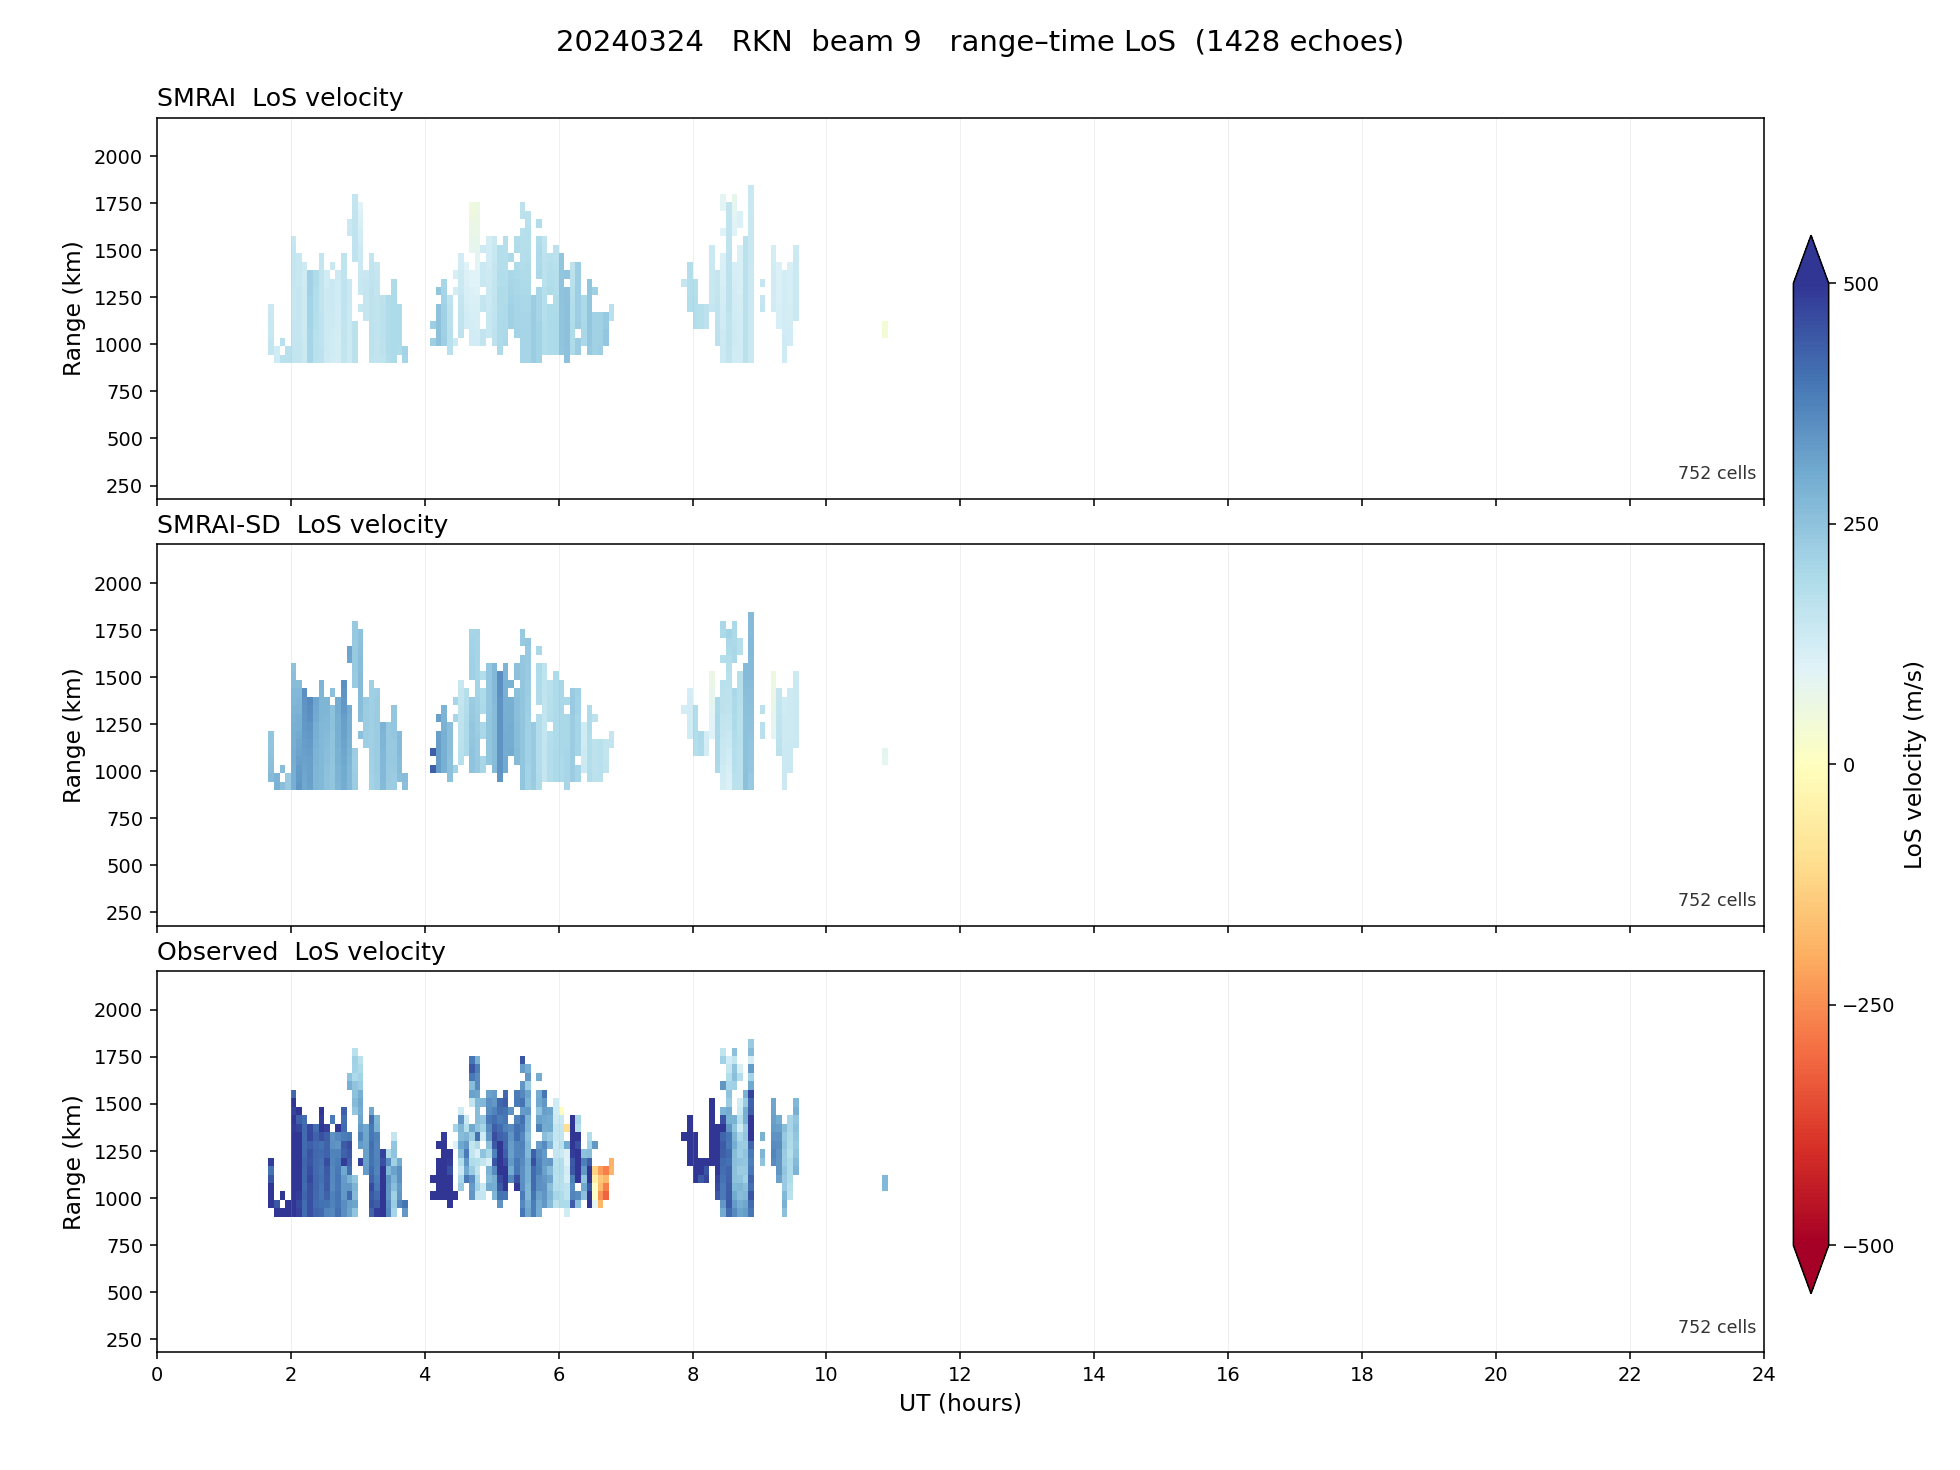 20240324   RKN  beam 9   range–time LoS  (1428 echoes)
SMRAI  LoS velocity
2000
1750
1500
1250
1000
750
500
250
Range (km)
752 cells
SMRAI-SD  LoS velocity
2000
1750
1500
1250
1000
750
500
250
Range (km)
752 cells
Observed  LoS velocity
2000
1750
1500
1250
1000
750
500
250
Range (km)
752 cells
0 2 4 6 8 10 12 14 16 18 20 22 24
UT (hours)
500
250
0
−250
−500
LoS velocity (m/s)